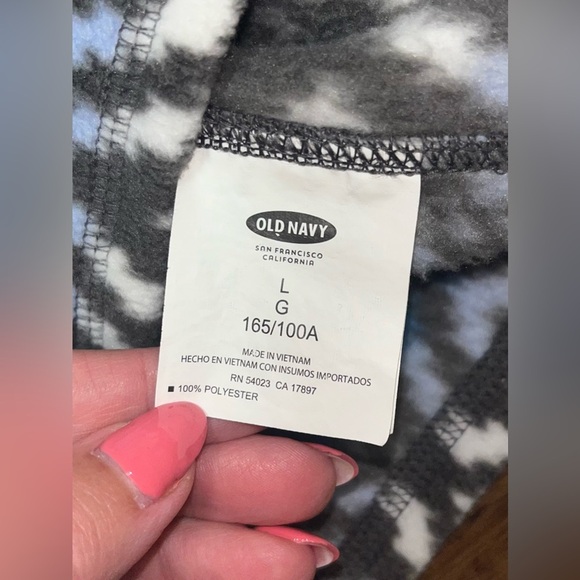 OLD NAVY
SAN FRANCISCO
CALIFORNIA
L
G
165/100A
MADE IN VIETNAM
HECHO EN VIETNAM CON INSUMOS IMPORTADOS
RN 54023 CA 17897
■ 100% POLYESTER